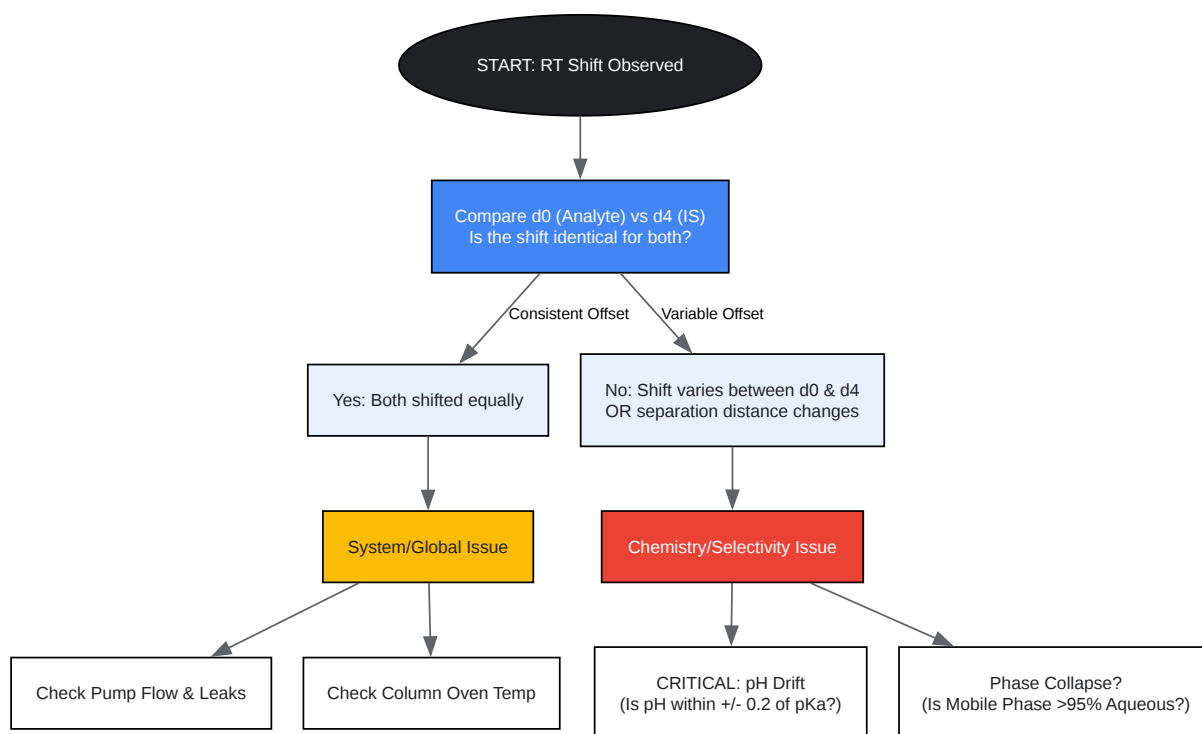 START: RT Shift Observed
Compare d0 (Analyte) vs d4 (IS)
Is the shift identical for both?
Consistent Offset
Variable Offset
Yes: Both shifted equally
No: Shift varies between d0 & d4
OR separation distance changes
System/Global Issue
Chemistry/Selectivity Issue
Check Pump Flow & Leaks
Check Column Oven Temp
CRITICAL: pH Drift
(Is pH within +/- 0.2 of pKa?)
Phase Collapse?
(Is Mobile Phase >95% Aqueous?)